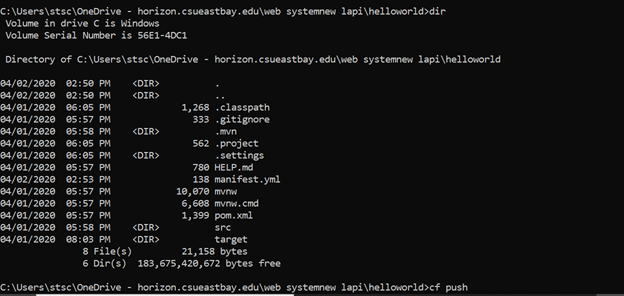 C:\Users\stsc\OneDrive - horizon.csueastbay.edu\web systemnew lapi\helloworld>dir
 Volume in drive C is Windows
 Volume Serial Number is 56E1-4DC1

 Directory of C:\Users\stsc\OneDrive - horizon.csueastbay.edu\web systemnew lapi\helloworld

04/02/2020  02:50 PM    <DIR>          .
04/02/2020  02:50 PM    <DIR>          ..
04/01/2020  06:05 PM             1,268 .classpath
04/01/2020  05:57 PM               333 .gitignore
04/01/2020  05:58 PM    <DIR>          .mvn
04/01/2020  06:05 PM               562 .project
04/01/2020  06:05 PM    <DIR>          .settings
04/01/2020  05:57 PM               780 HELP.md
04/02/2020  02:53 PM               138 manifest.yml
04/01/2020  05:57 PM            10,070 mvnw
04/01/2020  05:57 PM             6,608 mvnw.cmd
04/01/2020  05:57 PM             1,399 pom.xml
04/01/2020  05:58 PM    <DIR>          src
04/01/2020  08:03 PM    <DIR>          target
               8 File(s)         21,158 bytes
               6 Dir(s)  183,675,420,672 bytes free

C:\Users\stsc\OneDrive - horizon.csueastbay.edu\web systemnew lapi\helloworld>cf push